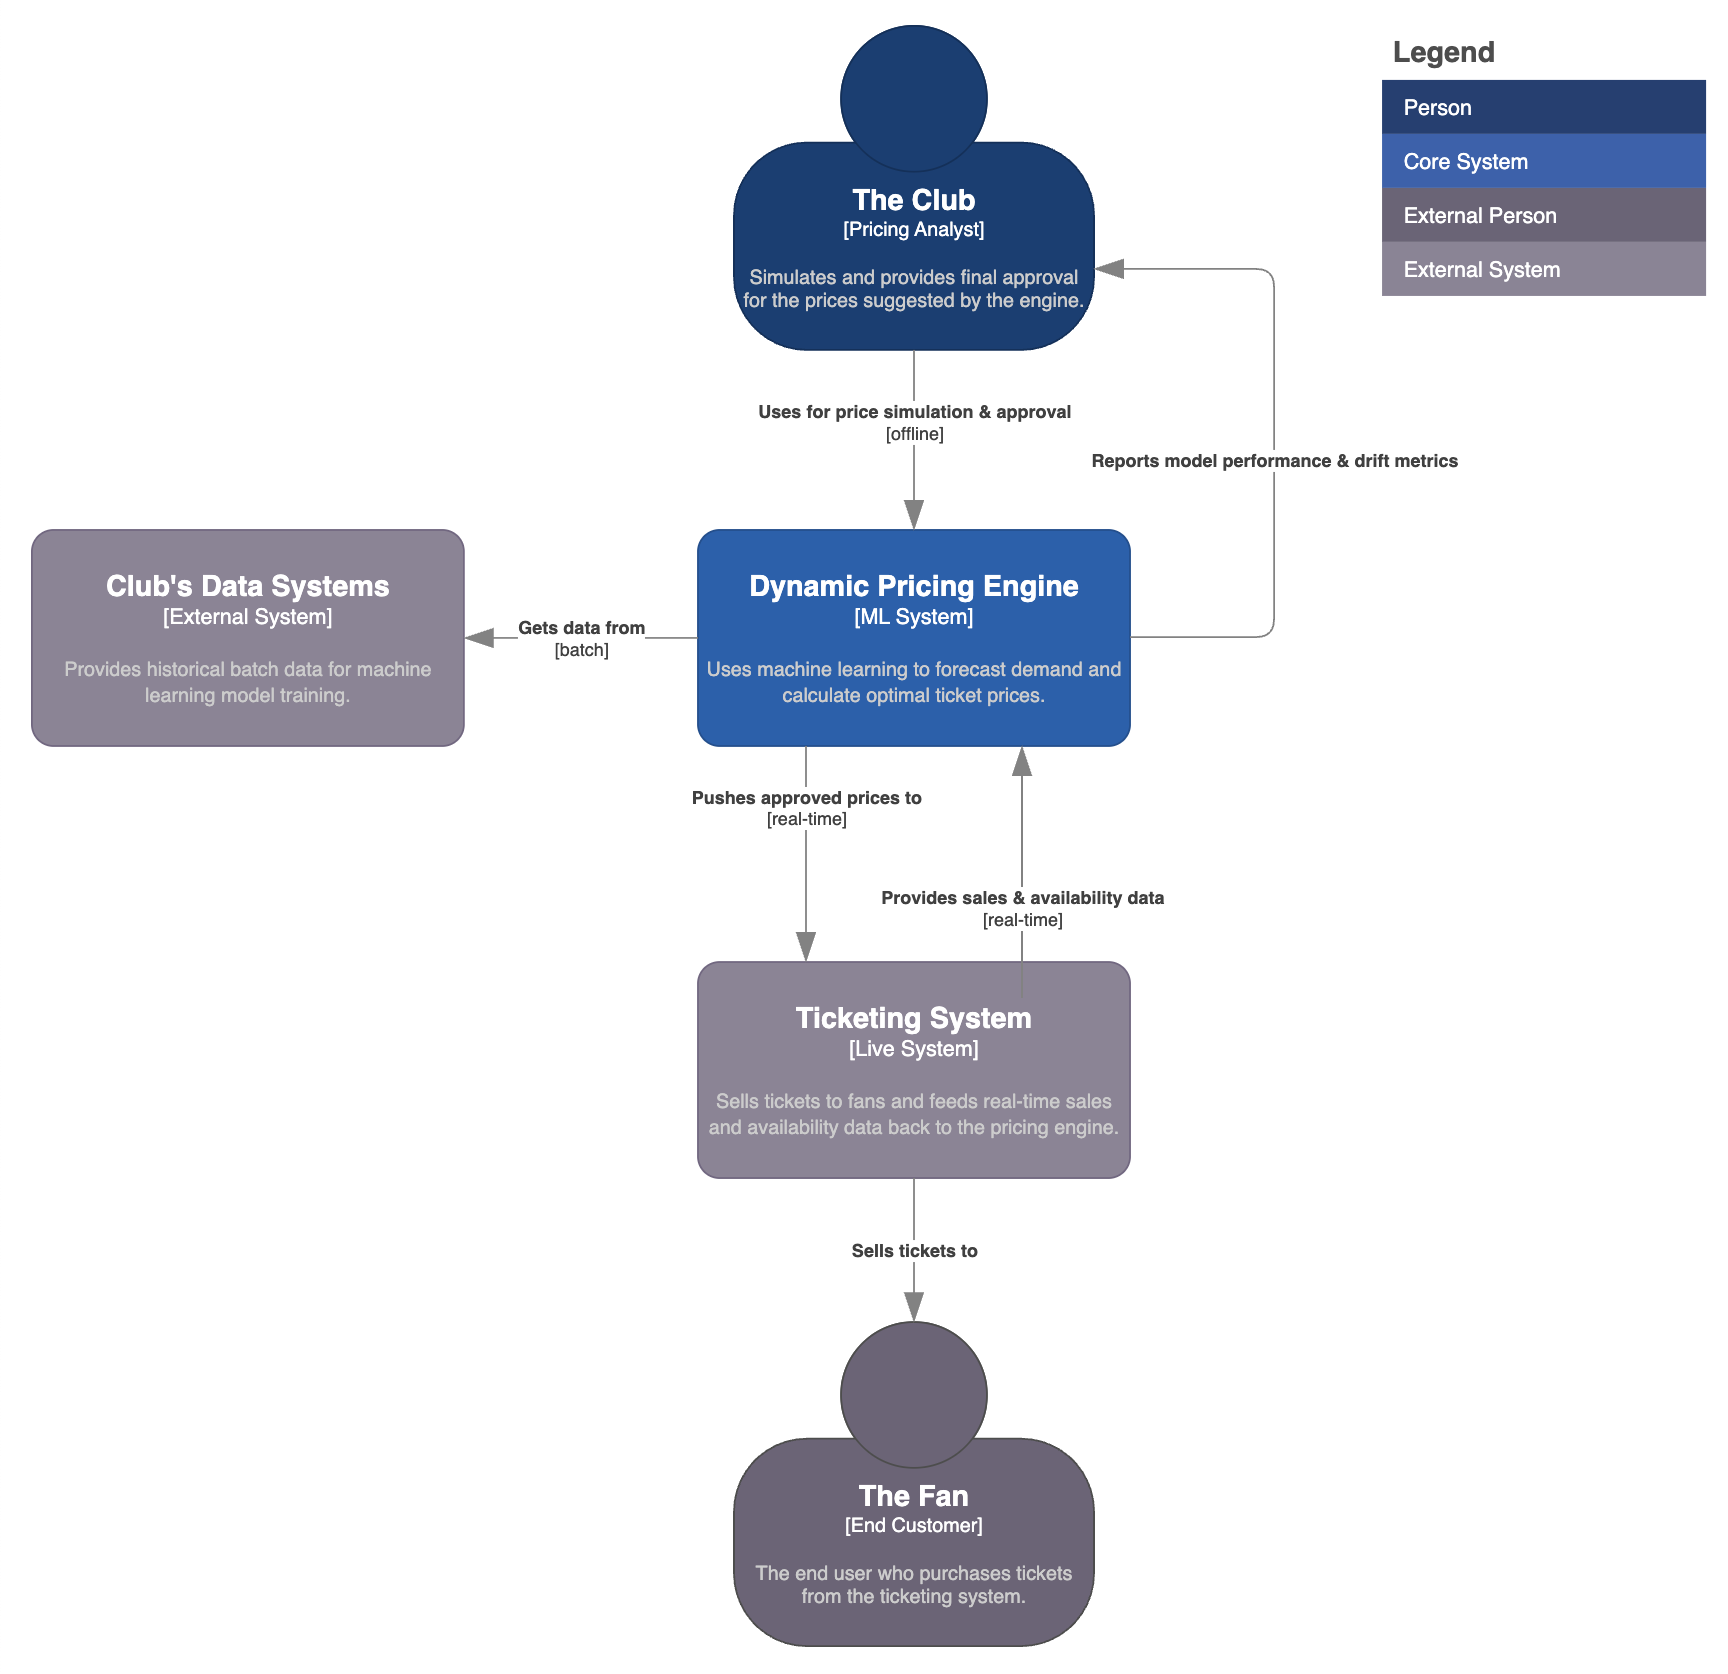 Legend
Person
Core System
External Person
External System
The Club
[Pricing Analyst]
Simulates and provides final approval
for the prices suggested by the engine.
Uses for price simulation & approval
[offline]
Reports model performance & drift metrics
Club's Data Systems
[External System]
Provides historical batch data for machine
learning model training.
Gets data from
[batch]
Dynamic Pricing Engine
[ML System]
Uses machine learning to forecast demand and
calculate optimal ticket prices.
Pushes approved prices to
[real-time]
Provides sales & availability data
[real-time]
Ticketing System
[Live System]
Sells tickets to fans and feeds real-time sales
and availability data back to the pricing engine.
Sells tickets to
The Fan
[End Customer]
The end user who purchases tickets
from the ticketing system.